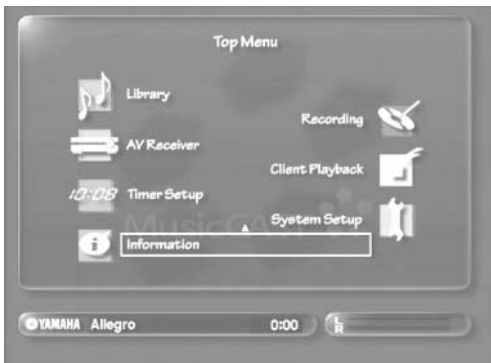 Top Menu
Library
Recording
AV Receiver
Client Playback
10:08 Timer Setup
System Setup
MusicCAST
Information
YAMAHA Allegro 0:00 L
R